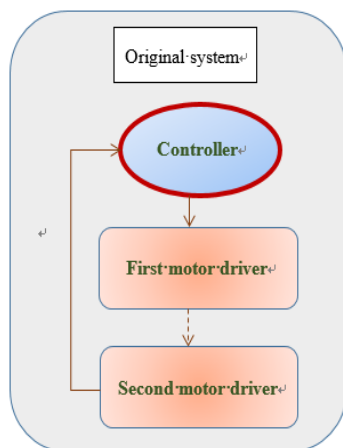 Original system
Controller
First motor driver
Second motor driver